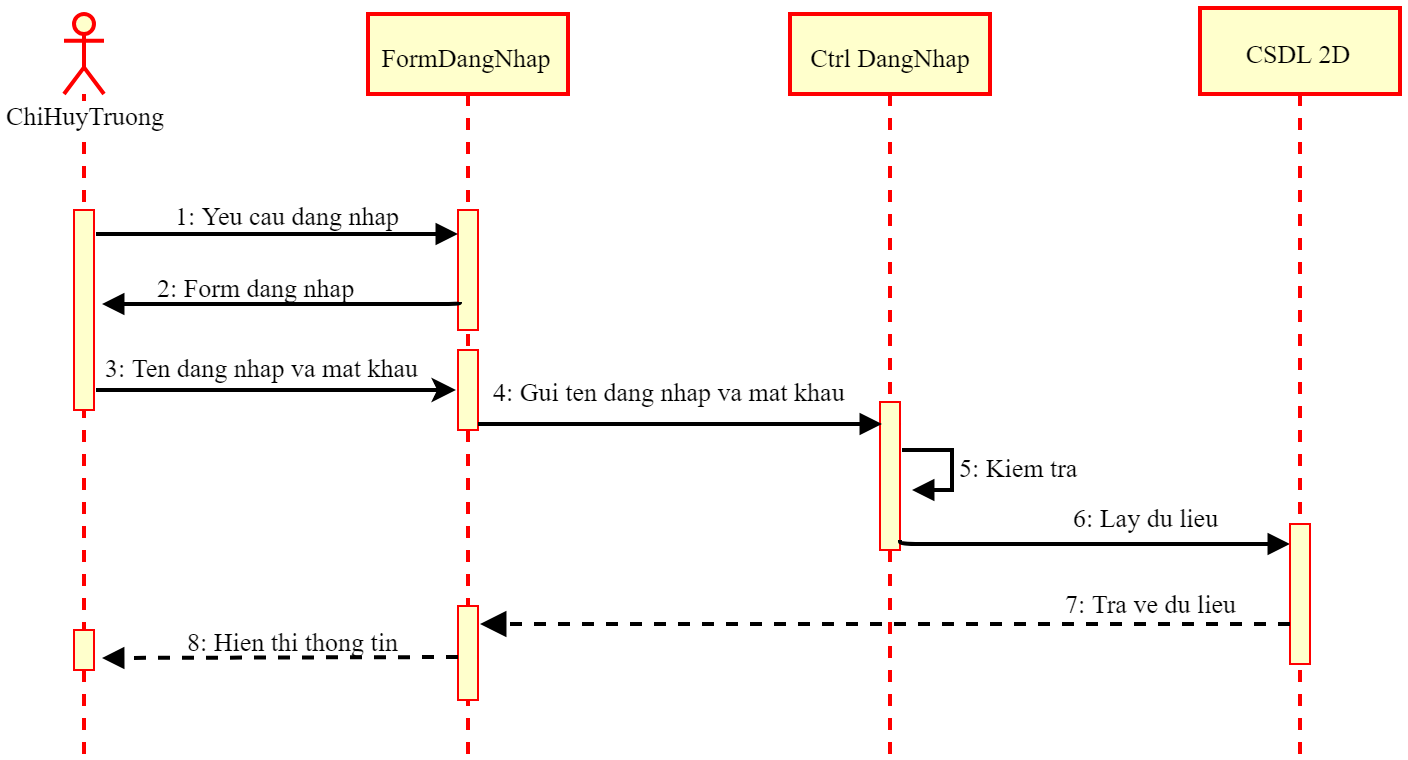 ChiHuyTruong
FormDangNhap
Ctrl DangNhap
CSDL 2D
1: Yeu cau dang nhap
2: Form dang nhap
3: Ten dang nhap va mat khau
4: Gui ten dang nhap va mat khau
5: Kiem tra
6: Lay du lieu
7: Tra ve du lieu
8: Hien thi thong tin